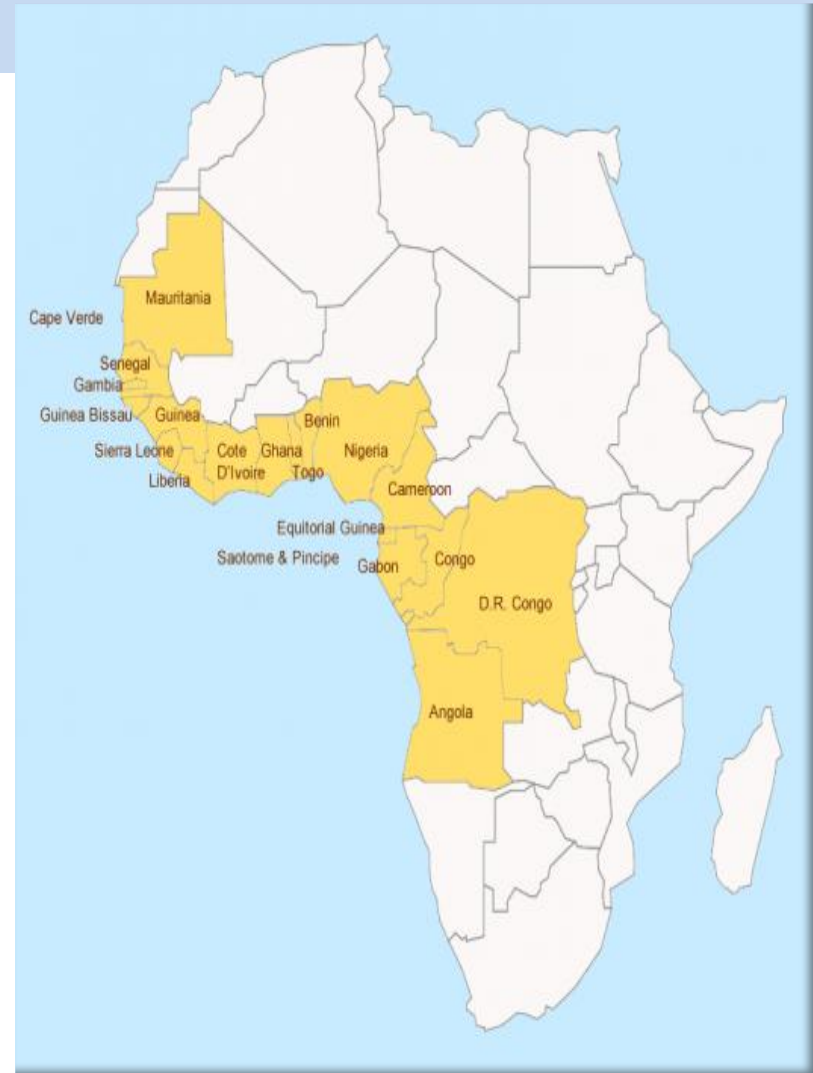 Mauritania
Cape Verde
Senegal
Gambia
Guinea Bissau
Guinea
Benin
Sierra Leone
Cote
D'Ivoire
Ghana
Nigeria
Togo
Liberia
Cameroon
Equitorial Guinea
Saotome & Pincipe
Gabon
Congo
D.R. Congo
Angola